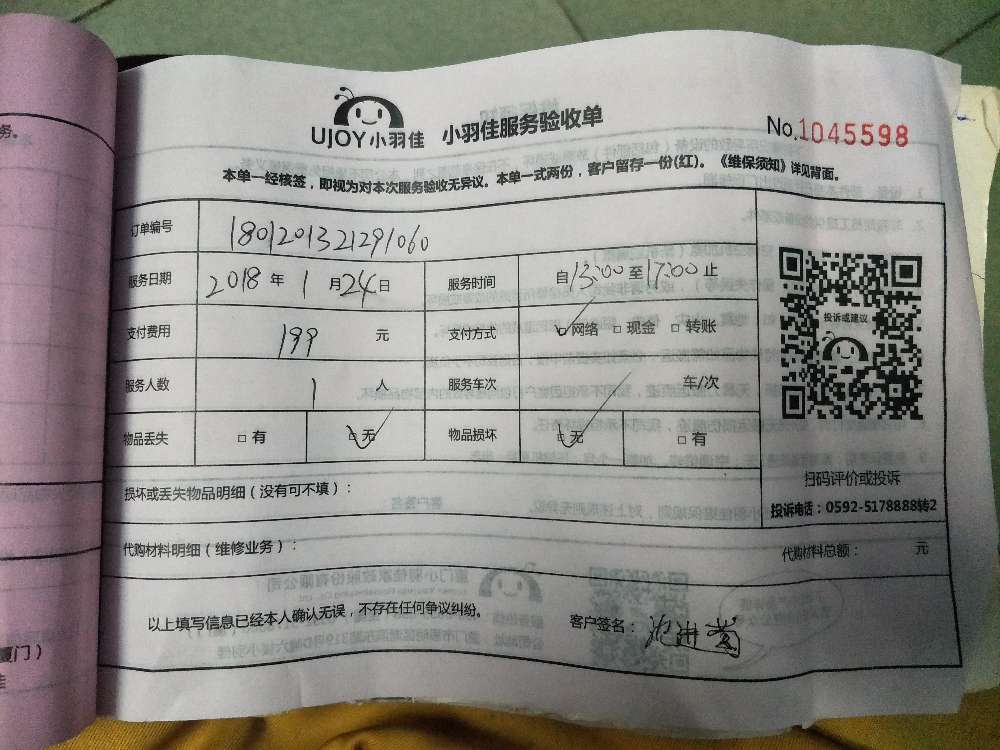 务。
UJOY小羽佳 小羽佳服务验收单
No.1045598
本单一经核签，即视为对本次服务验收无异议。本单一式两份，客户留存一份(红)。《维保须知》详见背面。
订单编号 1801201321291060
服务日期 2018 年 1 月 24 日 服务时间 自 13:00 至 17:00 止
支付费用 199 元 支付方式 ☑网络 □现金 □转账
服务人数 1 人 服务车次 车/次
物品丢失 □有 ☑无 物品损坏 ☑无 □有
投诉或建议
扫码评价或投诉
投诉电话：0592-5178888转2
损坏或丢失物品明细（没有可不填）：
代购材料明细（维修业务）： 代购材料总额： 元
以上填写信息已经本人确认无误，不存在任何争议纠纷。 客户签名：
厦门）